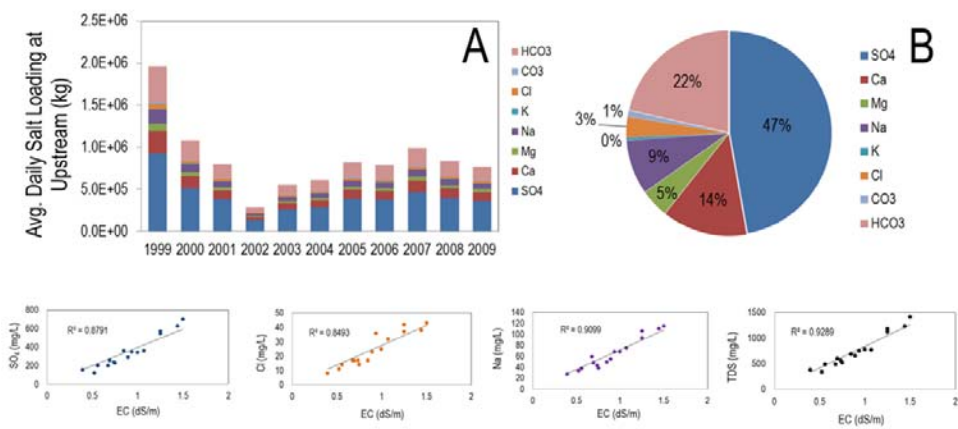 A
Avg. Daily Salt Loading at
Upstream (kg)
2.5E+06
2.0E+06
1.5E+06
1.0E+06
5.0E+05
0.0E+00
1999 2000 2001 2002 2003 2004 2005 2006 2007 2008 2009
HCO3
CO3
Cl
K
Na
Mg
Ca
SO4
B
47%
14%
5%
9%
0%
3%
1%
22%
SO4
Ca
Mg
Na
K
Cl
CO3
HCO3
SO₄ (mg/L)
800
600
400
200
0
R² = 0.8791
0 0.5 1 1.5 2
EC (dS/m)
Cl (mg/L)
50
40
30
20
10
0
R² = 0.8493
0 0.5 1 1.5 2
EC (dS/m)
Na (mg/L)
140
120
100
80
60
40
20
0
R² = 0.9099
0 0.5 1 1.5 2
EC (dS/m)
TDS (mg/L)
1500
1000
500
0
R² = 0.9289
0 0.5 1 1.5 2
EC (dS/m)